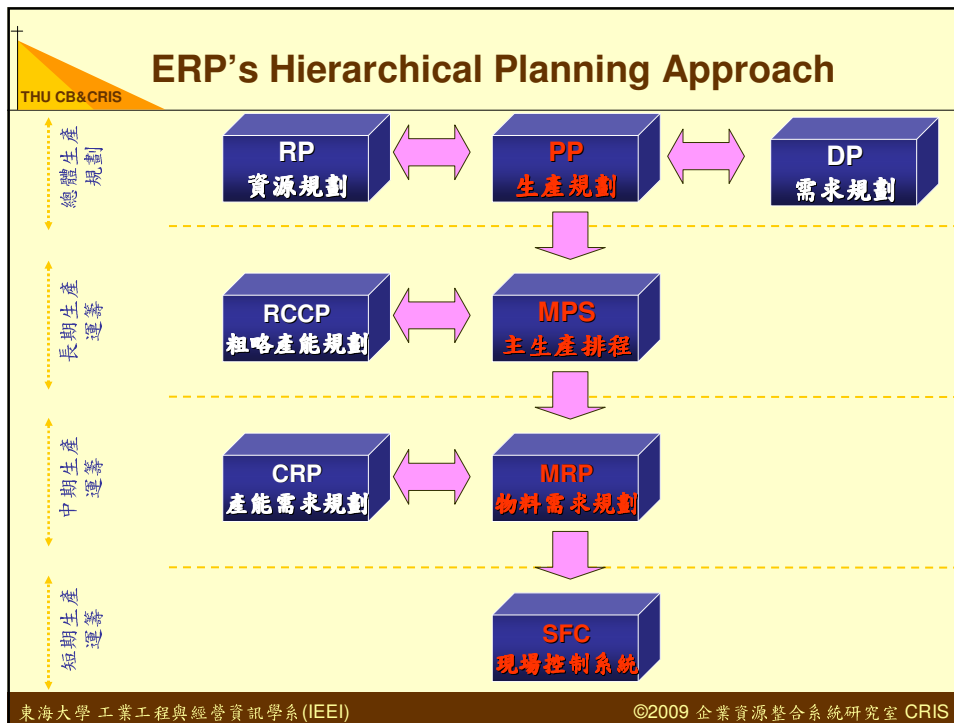 ERP's Hierarchical Planning Approach
THU CB&CRIS
總體生產
規劃
RP
資源規劃
PP
生產規劃
DP
需求規劃
長期生產
運籌
RCCP
粗略產能規劃
MPS
主生產排程
中期生產
運籌
CRP
產能需求規劃
MRP
物料需求規劃
短期生產
運籌
SFC
現場控制系統
東海大學 工業工程與經營資訊學系(IEEI)
©2009 企業資源整合系統研究室 CRIS